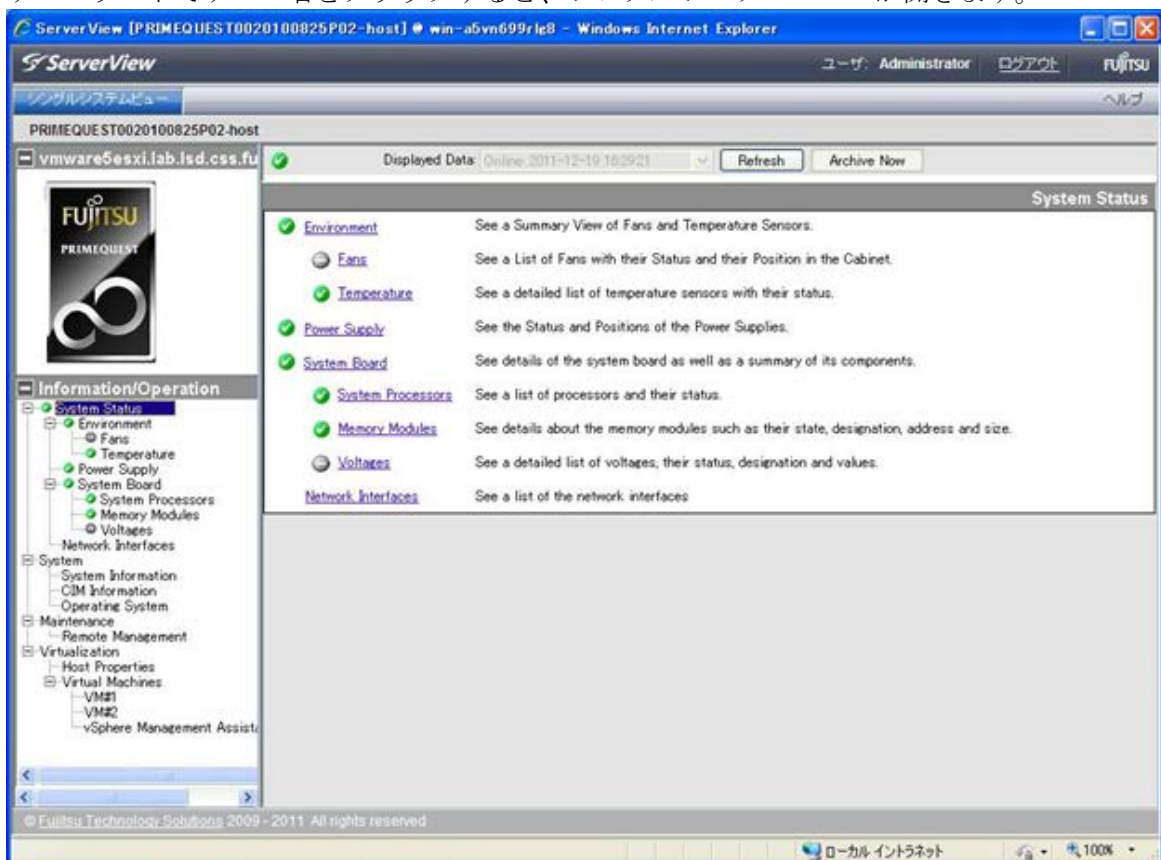 ServerView [PRIMEQUEST0020100825P02-host] @ win-a5vn699rlg8 - Windows Internet Explorer
ServerView
ユーザ: Administrator
ログアウト
FUJITSU
シングルシステムビュー
ヘルプ
PRIMEQUEST0020100825P02-host
vmware5esxi.lab.lsd.css.fu
FUJITSU
PRIMEQUEST
Information/Operation
System Status
Environment
Fans
Temperature
Power Supply
System Board
System Processors
Memory Modules
Voltages
Network Interfaces
System
System Information
CIM Information
Operating System
Maintenance
Remote Management
Virtualization
Host Properties
Virtual Machines
VM#1
VM#2
vSphere Management Assist
Displayed Data: Online 2011-12-19 16:29:21
Refresh
Archive Now
System Status
Environment See a Summary View of Fans and Temperature Sensors.
Fans See a List of Fans with their Status and their Position in the Cabinet.
Temperature See a detailed list of temperature sensors with their status.
Power Supply See the Status and Positions of the Power Supplies.
System Board See details of the system board as well as a summary of its components.
System Processors See a list of processors and their status.
Memory Modules See details about the memory modules such as their state, designation, address and size.
Voltages See a detailed list of voltages, their status, designation and values.
Network Interfaces See a list of the network interfaces
© Fujitsu Technology Solutions 2009 - 2011 All rights reserved
ローカル イントラネット
100%